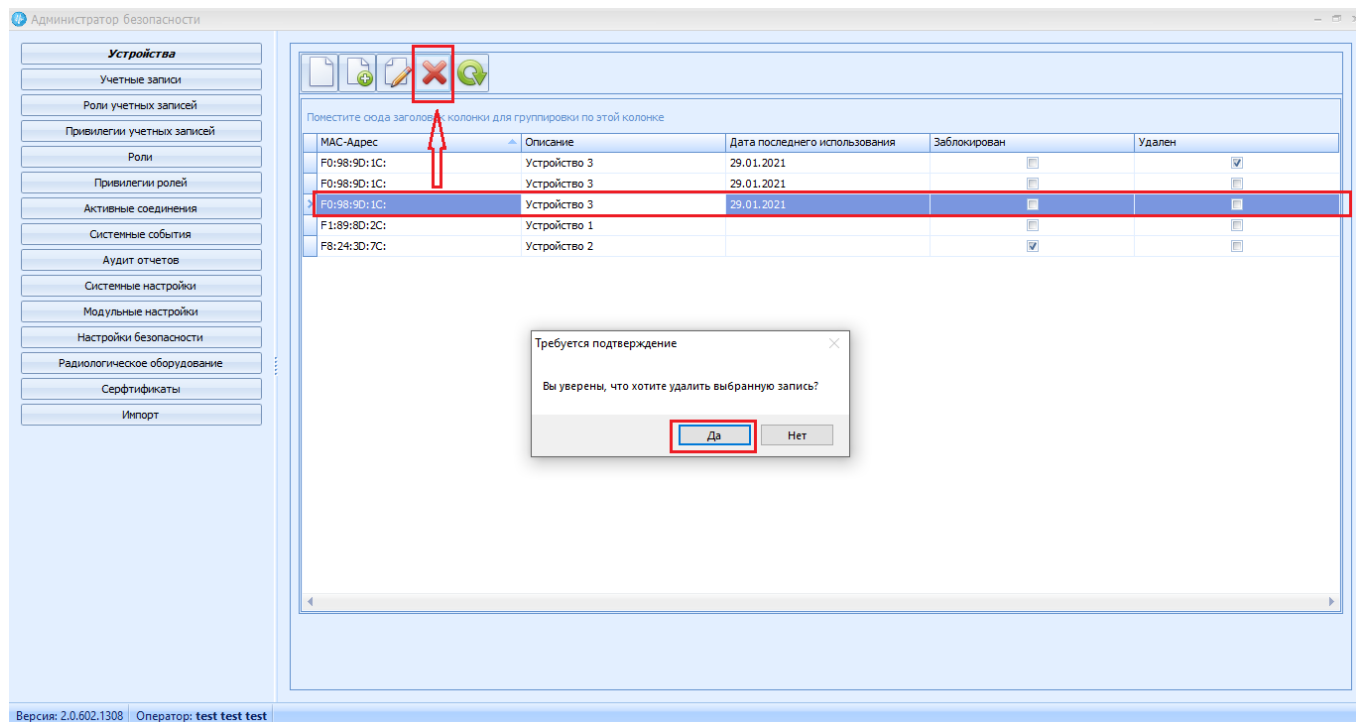 Администратор безопасности
Устройства
Учетные записи
Роли учетных записей
Привилегии учетных записей
Роли
Привилегии ролей
Активные соединения
Системные события
Аудит отчетов
Системные настройки
Модульные настройки
Настройки безопасности
Радиологическое оборудование
Серфтификаты
Импорт
Поместите сюда заголовок колонки для группировки по этой колонке
MAC-Адрес Описание Дата последнего использования Заблокирован Удален
F0:98:9D:1C: Устройство 3 29.01.2021
F0:98:9D:1C: Устройство 3 29.01.2021
F0:98:9D:1C: Устройство 3 29.01.2021
F1:89:8D:2C: Устройство 1
F8:24:3D:7C: Устройство 2
Требуется подтверждение
Вы уверены, что хотите удалить выбранную запись?
Да Нет
Версия: 2.0.602.1308 Оператор: test test test